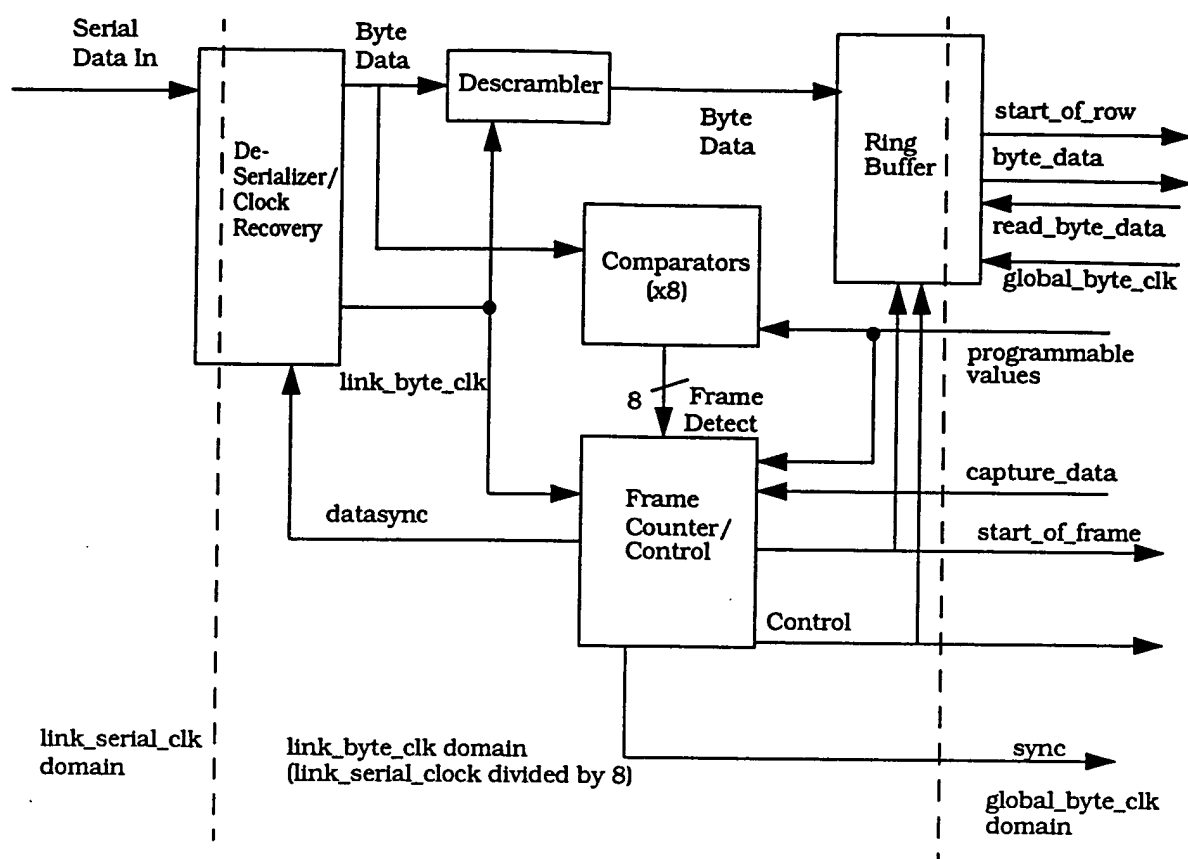 Serial
Data In
Byte
Data
Descrambler
Byte
Data
De-
Serializer/
Clock
Recovery
Ring
Buffer
start_of_row
byte_data
read_byte_data
global_byte_clk
Comparators
(x8)
programmable
values
link_byte_clk
8
Frame
Detect
capture_data
datasync
Frame
Counter/
Control
start_of_frame
Control
link_serial_clk
domain
link_byte_clk domain
(link_serial_clock divided by 8)
sync
global_byte_clk
domain